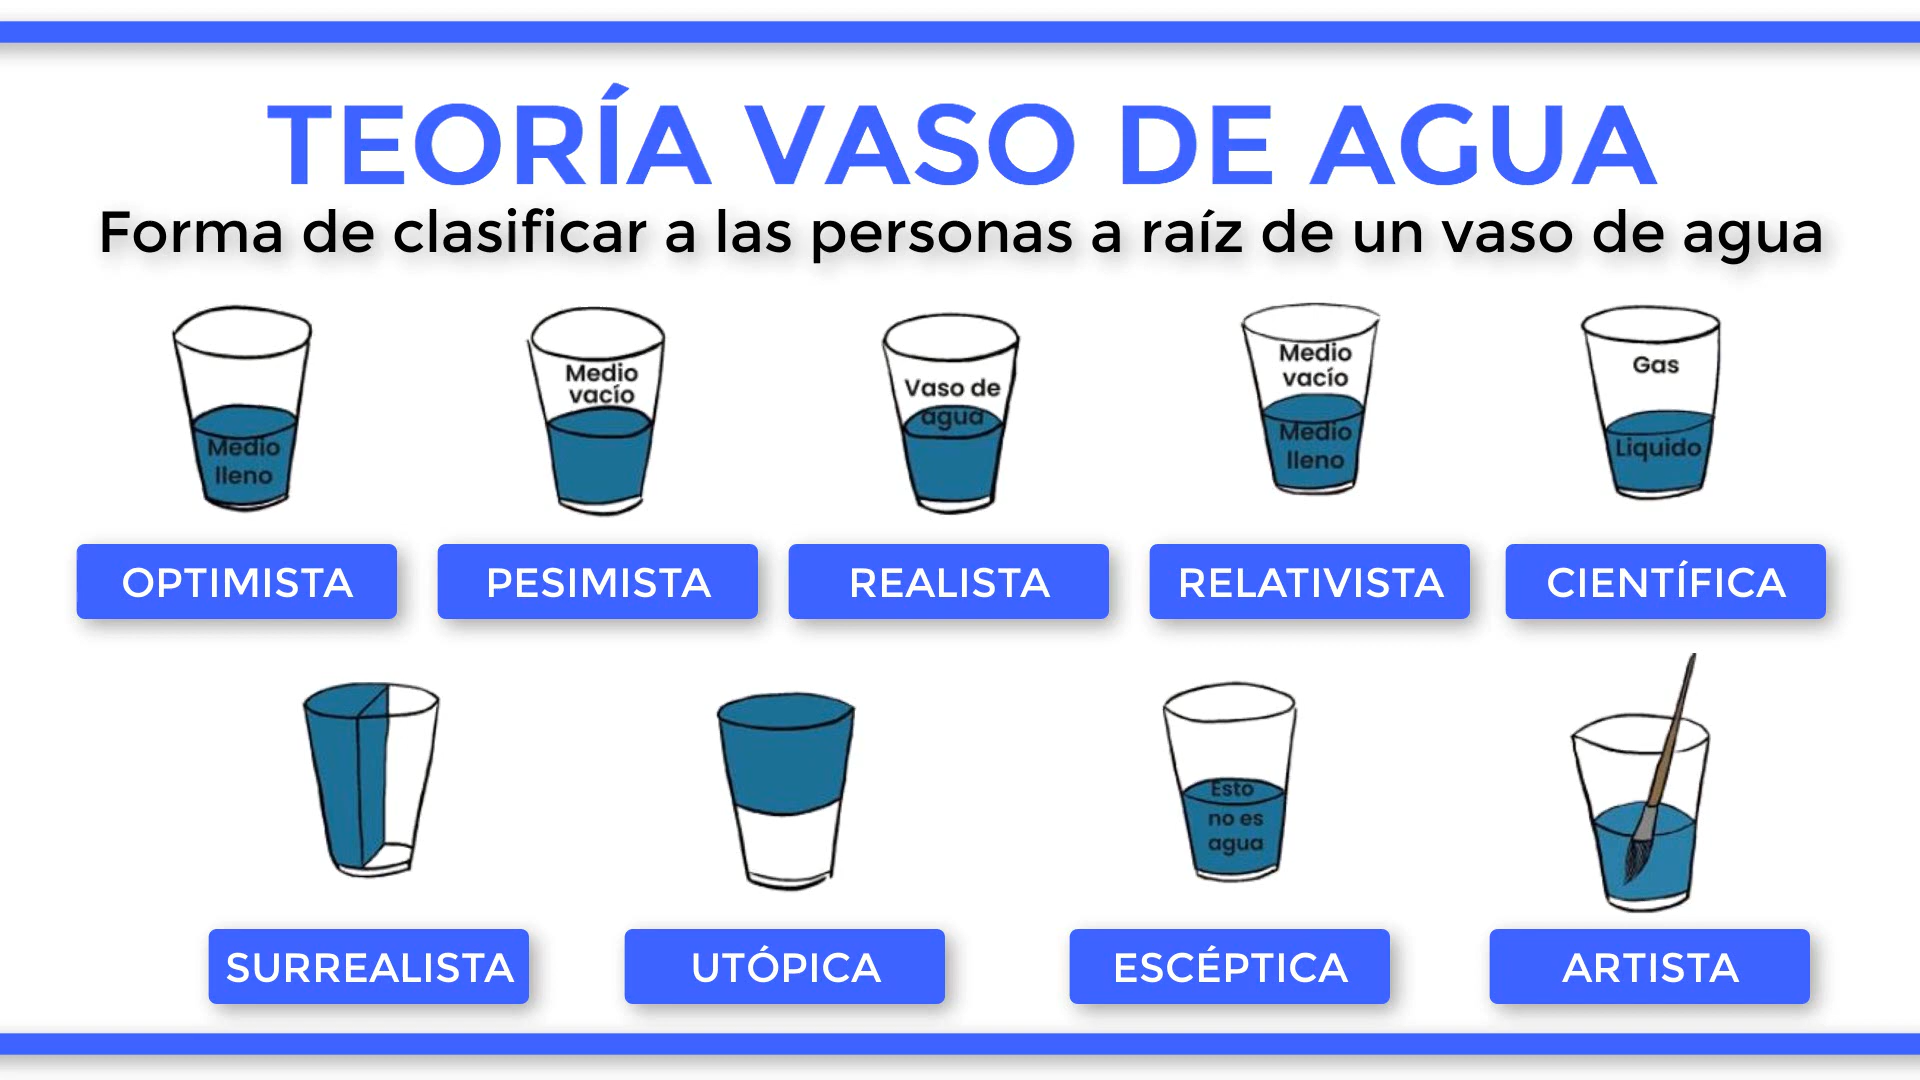 TEORÍA VASO DE AGUA
Forma de clasificar a las personas a raíz de un vaso de agua
Medio
lleno
OPTIMISTA
Medio
vacío
PESIMISTA
Vaso de
agua
REALISTA
Medio
vacío
Medio
lleno
RELATIVISTA
Gas
Liquido
CIENTÍFICA
SURREALISTA
UTÓPICA
Esto
no es
agua
ESCÉPTICA
ARTISTA